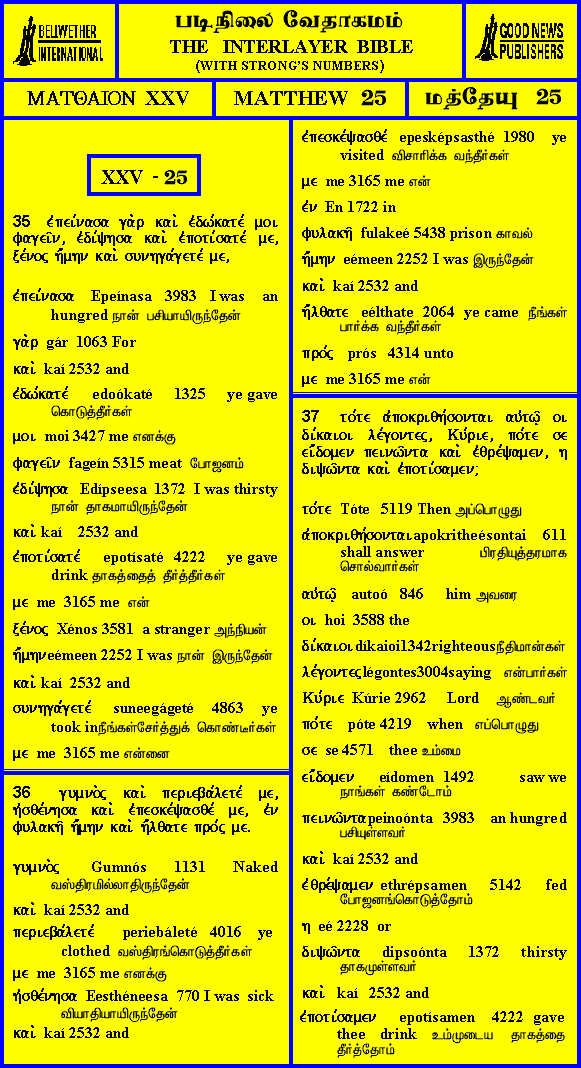 BELLWETHER
INTERNATIONAL
படிநிலை வேதாகமம்
THE INTERLAYER BIBLE
(WITH STRONG'S NUMBERS)
GOOD NEWS
PUBLISHERS
ΜΑΤΘΑΙΟΝ XXV
MATTHEW 25
மத்தேயு 25
XXV - 25
35 ἐπείνασα γὰρ καὶ ἐδώκατέ μοι
φαγεῖν, ἐδίψησα καὶ ἐποτίσατέ με,
ξένος ἤμην καὶ συνηγάγετέ με,
ἐπείνασα Epeínasa 3983 I was an
hungred நான் பசியாயிருந்தேன்
γὰρ gár 1063 For
καὶ kaí 2532 and
ἐδώκατέ edoókaté 1325 ye gave
கொடுத்தீர்கள்
μοι moi 3427 me எனக்கு
φαγεῖν fageín 5315 meat போஜனம்
ἐδίψησα Edípseesa 1372 I was thirsty
நான் தாகமாயிருந்தேன்
καὶ kaí 2532 and
ἐποτίσατέ epotísaté 4222 ye gave
drink தாகத்தைத் தீர்த்தீர்கள்
με me 3165 me என்
ξένος Xénos 3581 a stranger அந்நியன்
ἤμην eémeen 2252 I was நான் இருந்தேன்
καὶ kaí 2532 and
συνηγάγετέ suneegágeté 4863 ye
took in நீங்கள்சேர்த்துக் கொண்டீர்கள்
με me 3165 me என்னை
36 γυμνὸς καὶ περιεβάλετέ με,
ἠσθένησα καὶ ἐπεσκέψασθέ με, ἐν
φυλακῇ ἤμην καὶ ἤλθατε πρός με.
γυμνὸς Gumnós 1131 Naked
வஸ்திரமில்லாதிருந்தேன்
καὶ kaí 2532 and
περιεβάλετέ periebáleté 4016 ye
clothed வஸ்திரங்கொடுத்தீர்கள்
με me 3165 me எனக்கு
ἠσθένησα Eesthéneesa 770 I was sick
வியாதியாயிருந்தேன்
καὶ kaí 2532 and
ἐπεσκέψασθέ epesképsasthé 1980 ye
visited விசாரிக்க வந்தீர்கள்
με me 3165 me என்
ἐν En 1722 in
φυλακῇ fulakeé 5438 prison காவல்
ἤμην eémeen 2252 I was இருந்தேன்
καὶ kaí 2532 and
ἤλθατε eélthate 2064 ye came நீங்கள்
பார்க்க வந்தீர்கள்
πρός prós 4314 unto
με me 3165 me என்
37 τότε ἀποκριθήσονται αὐτῷ οι
δίκαιοι λέγοντες, Κύριε, πότε σε
εἴδομεν πεινῶντα καὶ ἐθρέψαμεν, η
διψῶντα καὶ ἐποτίσαμεν;
τότε Tóte 5119 Then அப்பொழுது
ἀποκριθήσονται apokritheésontai 611
shall answer பிரதியுத்தரமாக
சொல்வார்கள்
αὐτῷ autoó 846 him அவரை
οι hoi 3588 the
δίκαιοι díkaioi1342righteous நீதிமான்கள்
λέγοντες légontes3004saying என்பார்கள்
Κύριε Kúrie 2962 Lord ஆண்டவர்
πότε póte 4219 when எப்பொழுது
σε se 4571 thee உம்மை
εἴδομεν eídomen 1492 saw we
நாங்கள் கண்டோம்
πεινῶντα peinoónta 3983 an hungred
பசியுள்ளவர்
καὶ kaí 2532 and
ἐθρέψαμεν ethrépsamen 5142 fed
போஜனங்கொடுத்தோம்
η eé 2228 or
διψῶντα dipsoónta 1372 thirsty
தாகமுள்ளவர்
καὶ kaí 2532 and
ἐποτίσαμεν epotísamen 4222 gave
thee drink உம்முடைய தாகத்தை
தீர்த்தோம்